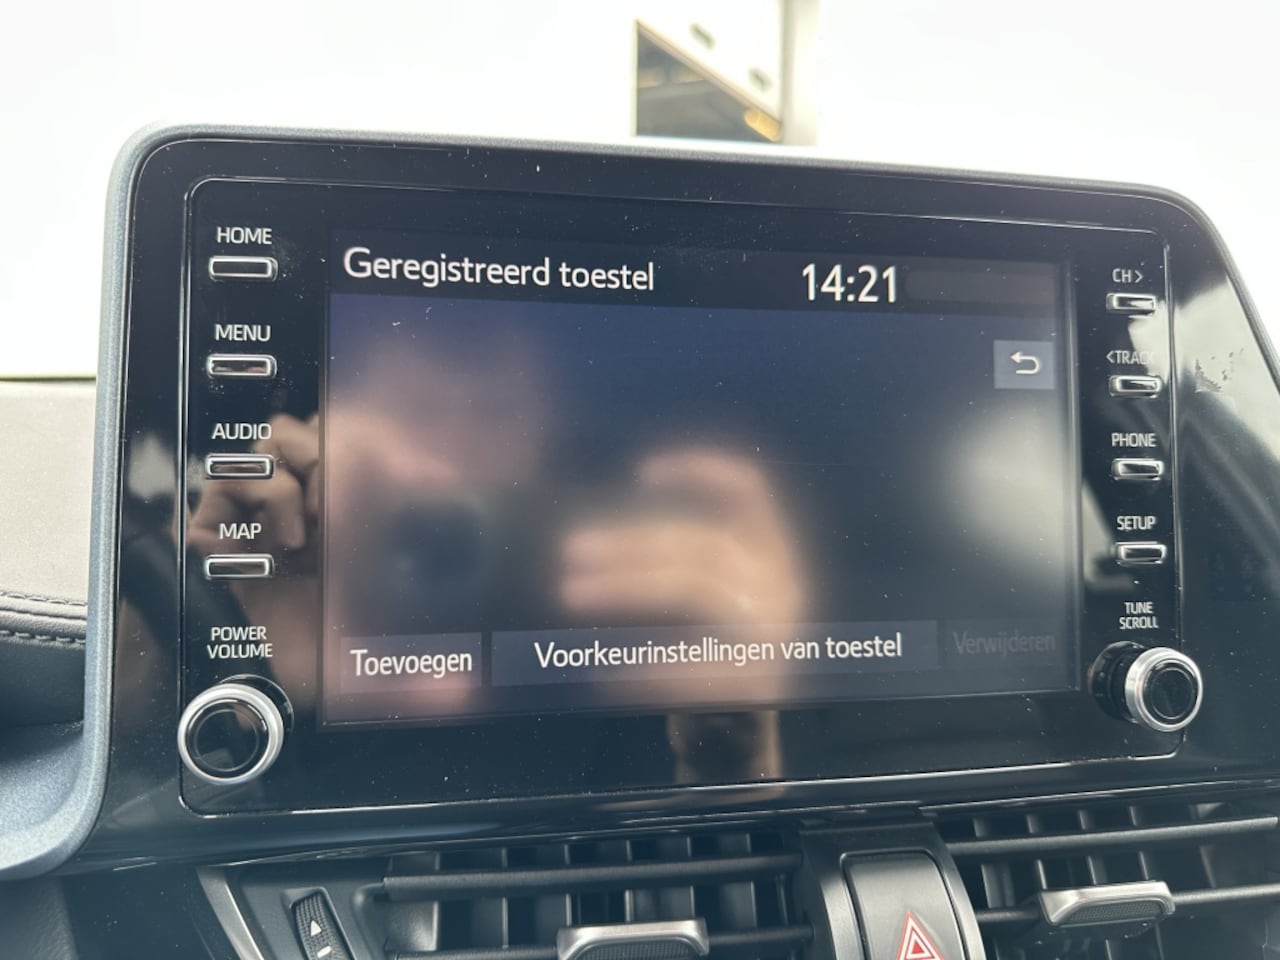 HOME
MENU
AUDIO
MAP
POWER
VOLUME
Geregistreerd toestel
14:21
Toevoegen
Voorkeurinstellingen van toestel
Verwijderen
CH >
< TRACK
PHONE
SETUP
TUNE
SCROLL